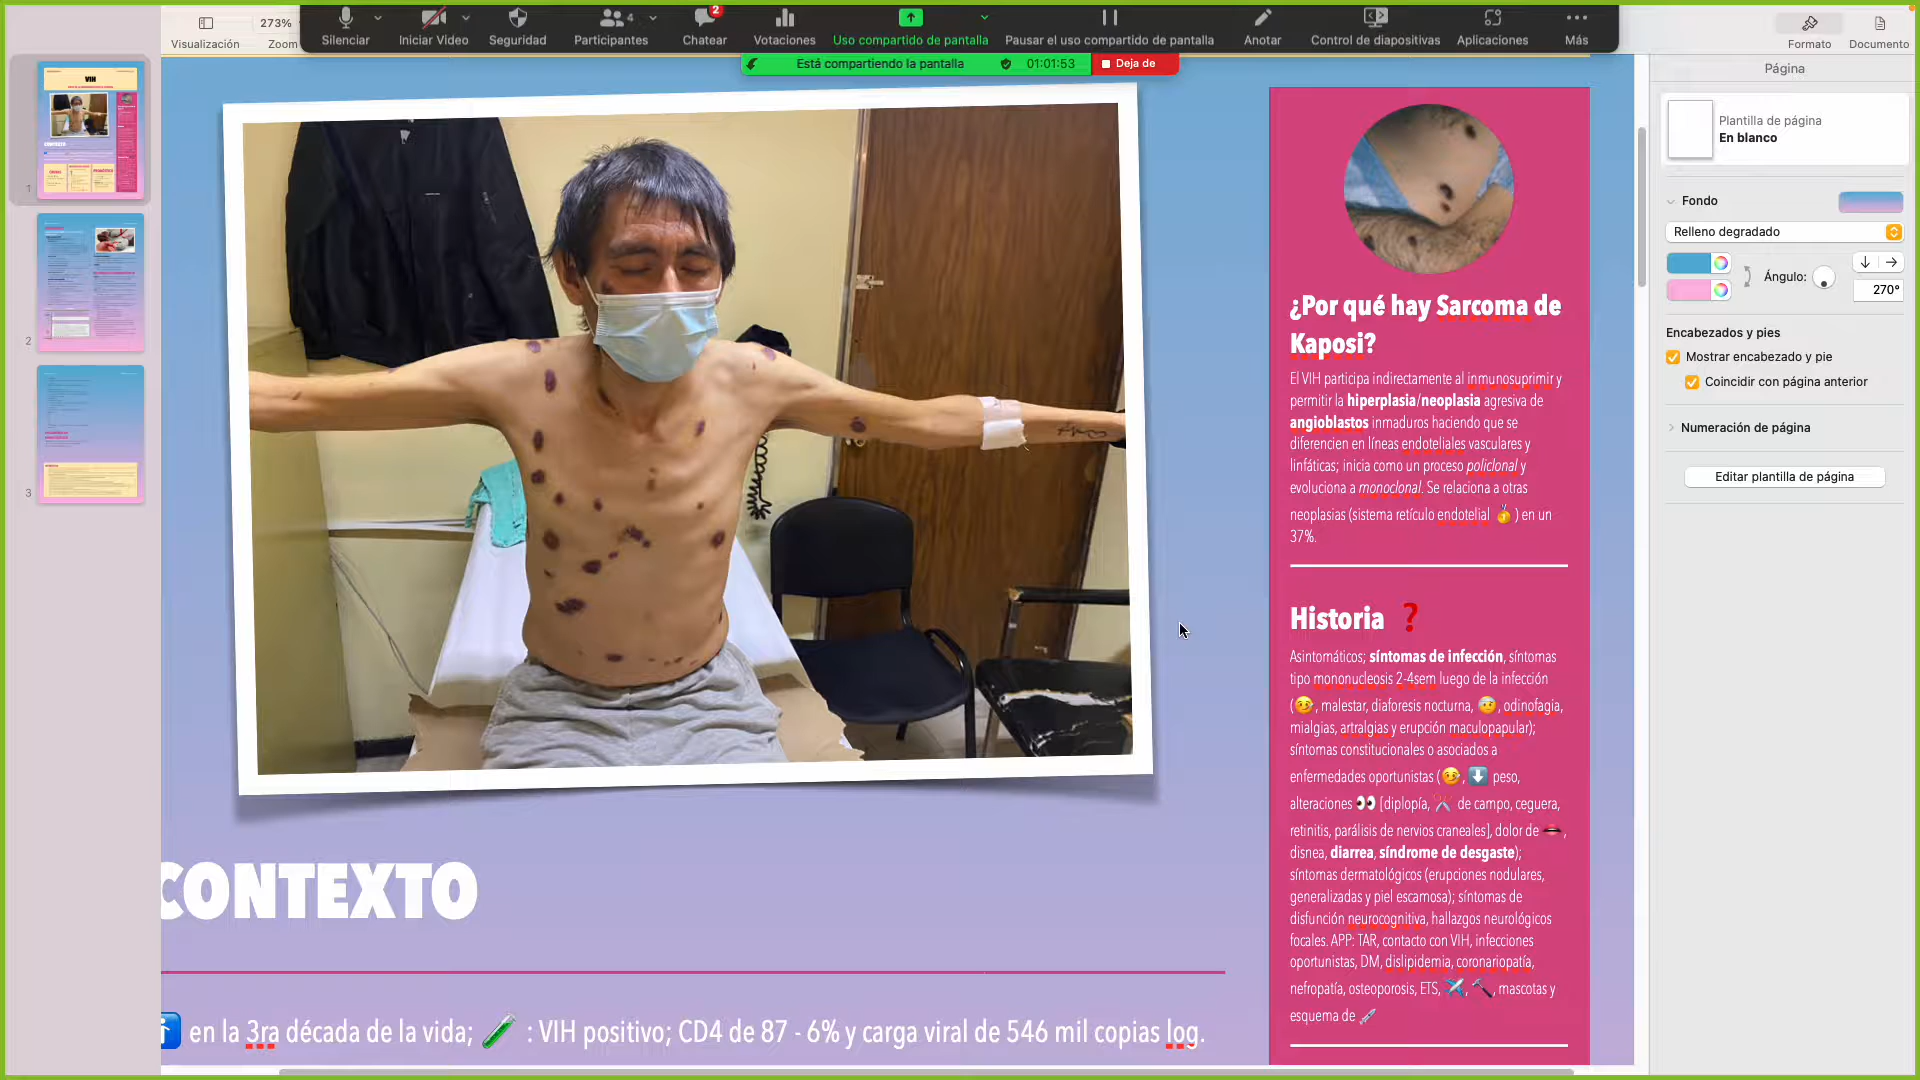 Visualización
273%
Zoom
Silenciar
Iniciar Video
Seguridad
4
Participantes
2
Chatear
Votaciones
Uso compartido de pantalla
Pausar el uso compartido de pantalla
Anotar
Control de diapositivas
Aplicaciones
Más
Formato
Documento
Está compartiendo la pantalla
01:01:53
Deja de
Página
Plantilla de página
En blanco
Fondo
Relleno degradado
Ángulo:
270°
Encabezados y pies
Mostrar encabezado y pie
Coincidir con página anterior
Numeración de página
Editar plantilla de página
VIH
CONTEXTO
1
2
3
¿Por qué hay Sarcoma de
Kaposi?
El VIH participa indirectamente al inmunosuprimir y
permitir la hiperplasia/neoplasia agresiva de
angioblastos inmaduros haciendo que se
diferencien en líneas endoteliales vasculares y
linfáticas; inicia como un proceso policlonal y
evoluciona a monoclonal. Se relaciona a otras
neoplasias (sistema retículo endotelial 🥇 ) en un
37%.
Historia ❓
Asintomáticos; síntomas de infección, síntomas
tipo mononucleosis 2-4sem luego de la infección
(🤒, malestar, diaforesis nocturna, 🤕, odinofagia,
mialgias, artralgias y erupción maculopapular);
síntomas constitucionales o asociados a
enfermedades oportunistas (🤒, ⬇️ peso,
alteraciones 👀 [diplopía, ✂️ de campo, ceguera,
retinitis, parálisis de nervios craneales], dolor de 👄,
disnea, diarrea, síndrome de desgaste);
síntomas dermatológicos (erupciones nodulares,
generalizadas y piel escamosa); síntomas de
disfunción neurocognitiva, hallazgos neurológicos
focales. APP: TAR, contacto con VIH, infecciones
oportunistas, DM, dislipidemia, coronariopatía,
nefropatía, osteoporosis, ETS, ✈️, 🔨, mascotas y
esquema de 💉
CONTEXTO
en la 3ra década de la vida; 🧪 : VIH positivo; CD4 de 87 - 6% y carga viral de 546 mil copias log.